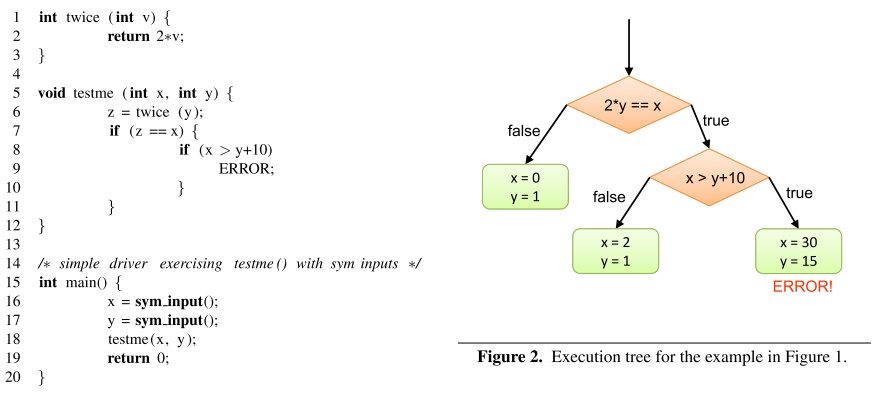 1 int twice (int v) {
2 return 2*v;
3 }
4
5 void testme (int x, int y) {
6 z = twice (y);
7 if (z == x) {
8 if (x > y+10)
9 ERROR;
10 }
11 }
12 }
13
14 /* simple driver exercising testme() with sym inputs */
15 int main() {
16 x = sym_input();
17 y = sym_input();
18 testme(x, y);
19 return 0;
20 }
2*y == x
false
true
x = 0
y = 1
x > y+10
false
true
x = 2
y = 1
x = 30
y = 15
ERROR!
Figure 2. Execution tree for the example in Figure 1.